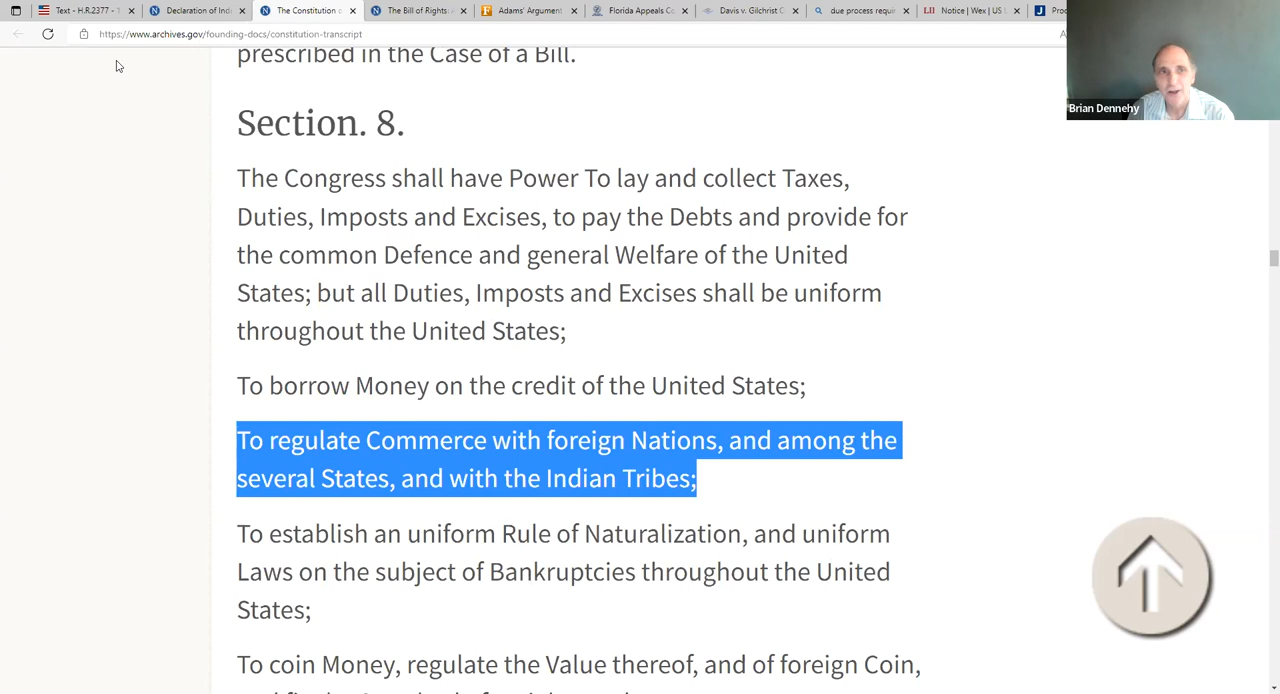 Text - H.R.2377 - Declaration of The Constitution The Bill of Rights: Adams' Argument Florida Appeals Co Davis v. Gilchrist C due process requi LII Notice | Wex | US
https://www.archives.gov/founding-docs/constitution-transcript
prescribed in the Case of a Bill.
Brian Dennehy
Section. 8.
The Congress shall have Power To lay and collect Taxes,
Duties, Imposts and Excises, to pay the Debts and provide for
the common Defence and general Welfare of the United
States; but all Duties, Imposts and Excises shall be uniform
throughout the United States;
To borrow Money on the credit of the United States;
To regulate Commerce with foreign Nations, and among the
several States, and with the Indian Tribes;
To establish an uniform Rule of Naturalization, and uniform
Laws on the subject of Bankruptcies throughout the United
States;
To coin Money, regulate the Value thereof, and of foreign Coin,